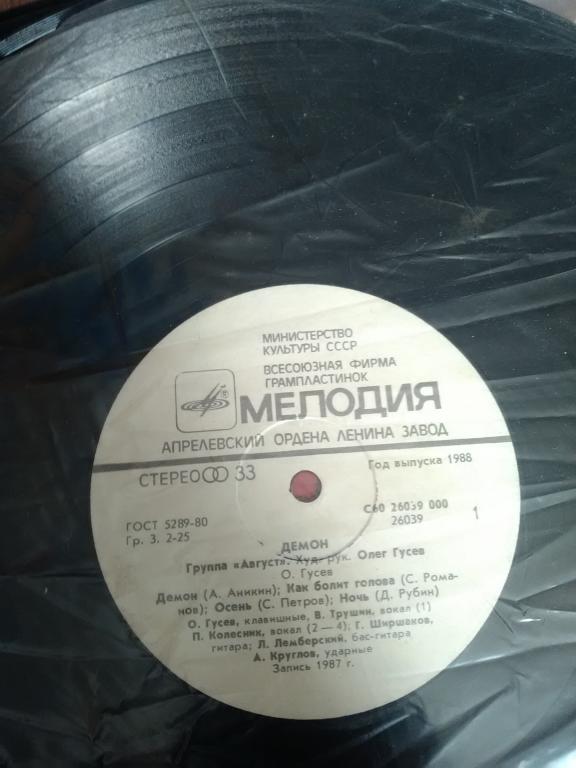 МИНИСТЕРСТВО
КУЛЬТУРЫ СССР
ВСЕСОЮЗНАЯ ФИРМА
ГРАМПЛАСТИНОК
® МЕЛОДИЯ
АПРЕЛЕВСКИЙ ОРДЕНА ЛЕНИНА ЗАВОД
СТЕРЕО 33
Год выпуска 1988
ГОСТ 5289-80
Гр. 3. 2-25
С60 26039 000
26039
1
ДЕМОН
Группа «Август». Худ. рук. Олег Гусев
О. Гусев
Демон (А. Аникин); Как болит голова (С. Рома-
нов); Осень (С. Петров); Ночь (Д. Рубин)
О. Гусев, клавишные; В. Трушин, вокал (1)
П. Колесник, вокал (2—4); Г. Ширшаков,
гитара; Л. Лемберский, бас-гитара
А. Круглов, ударные
Запись 1987 г.